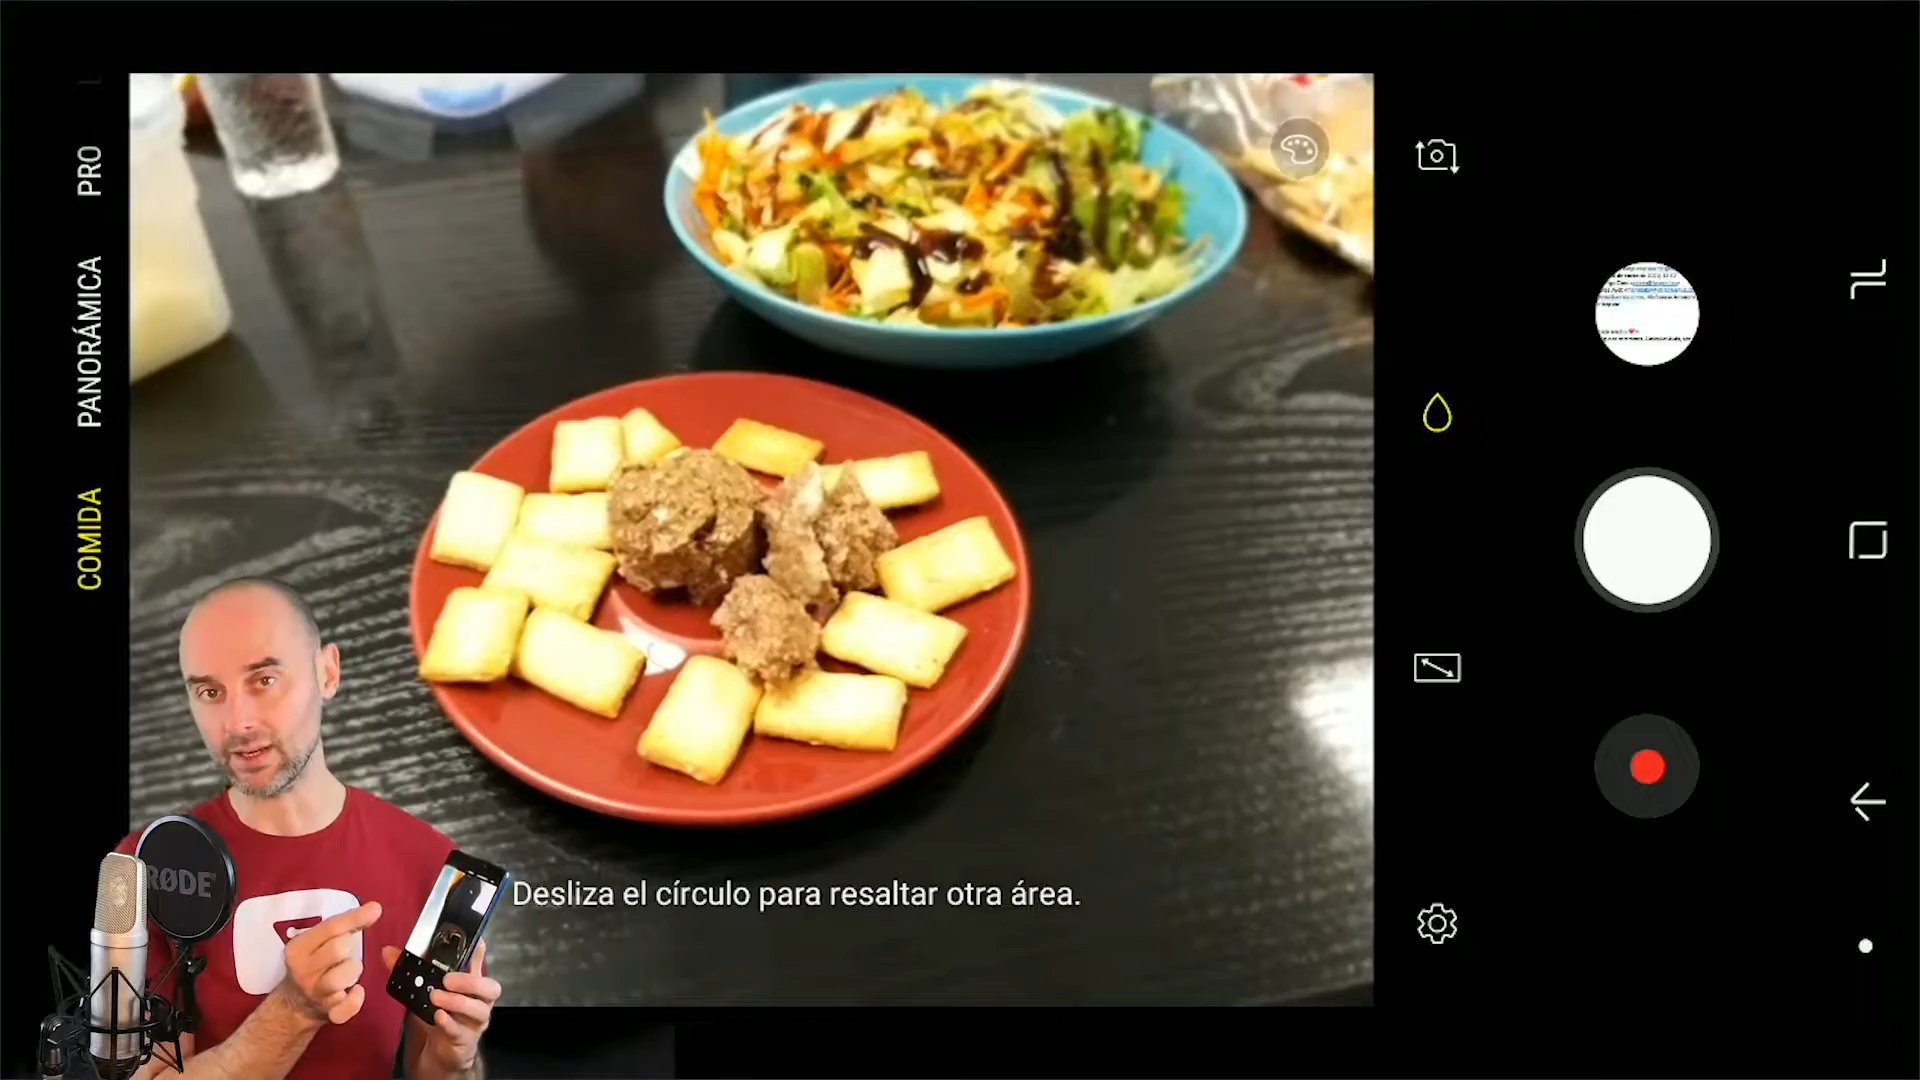 PRO
PANORÁMICA
COMIDA
RØDE
Desliza el círculo para resaltar otra área.